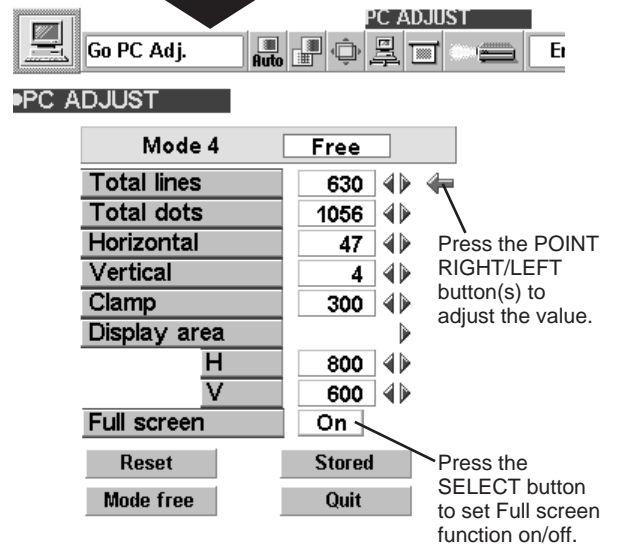 PC ADJUST
Go PC Adj.
Auto
●PC ADJUST
Mode 4 Free
Total lines 630
Total dots 1056
Horizontal 47
Vertical 4
Clamp 300
Display area
H 800
V 600
Full screen On
Reset Stored
Mode free Quit
Press the POINT
RIGHT/LEFT
button(s) to
adjust the value.
Press the
SELECT button
to set Full screen
function on/off.